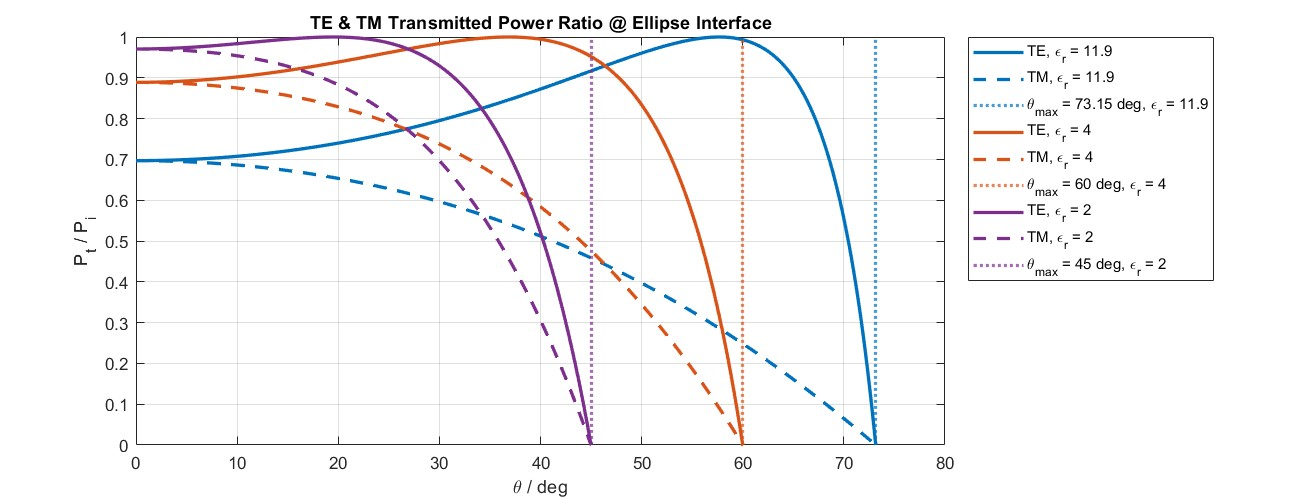 TE & TM Transmitted Power Ratio @ Ellipse Interface
P_t / P_i
1
0.9
0.8
0.7
0.6
0.5
0.4
0.3
0.2
0.1
0
0 10 20 30 40 50 60 70 80
θ / deg
TE, ϵ_r = 11.9
TM, ϵ_r = 11.9
θ_max = 73.15 deg, ϵ_r = 11.9
TE, ϵ_r = 4
TM, ϵ_r = 4
θ_max = 60 deg, ϵ_r = 4
TE, ϵ_r = 2
TM, ϵ_r = 2
θ_max = 45 deg, ϵ_r = 2